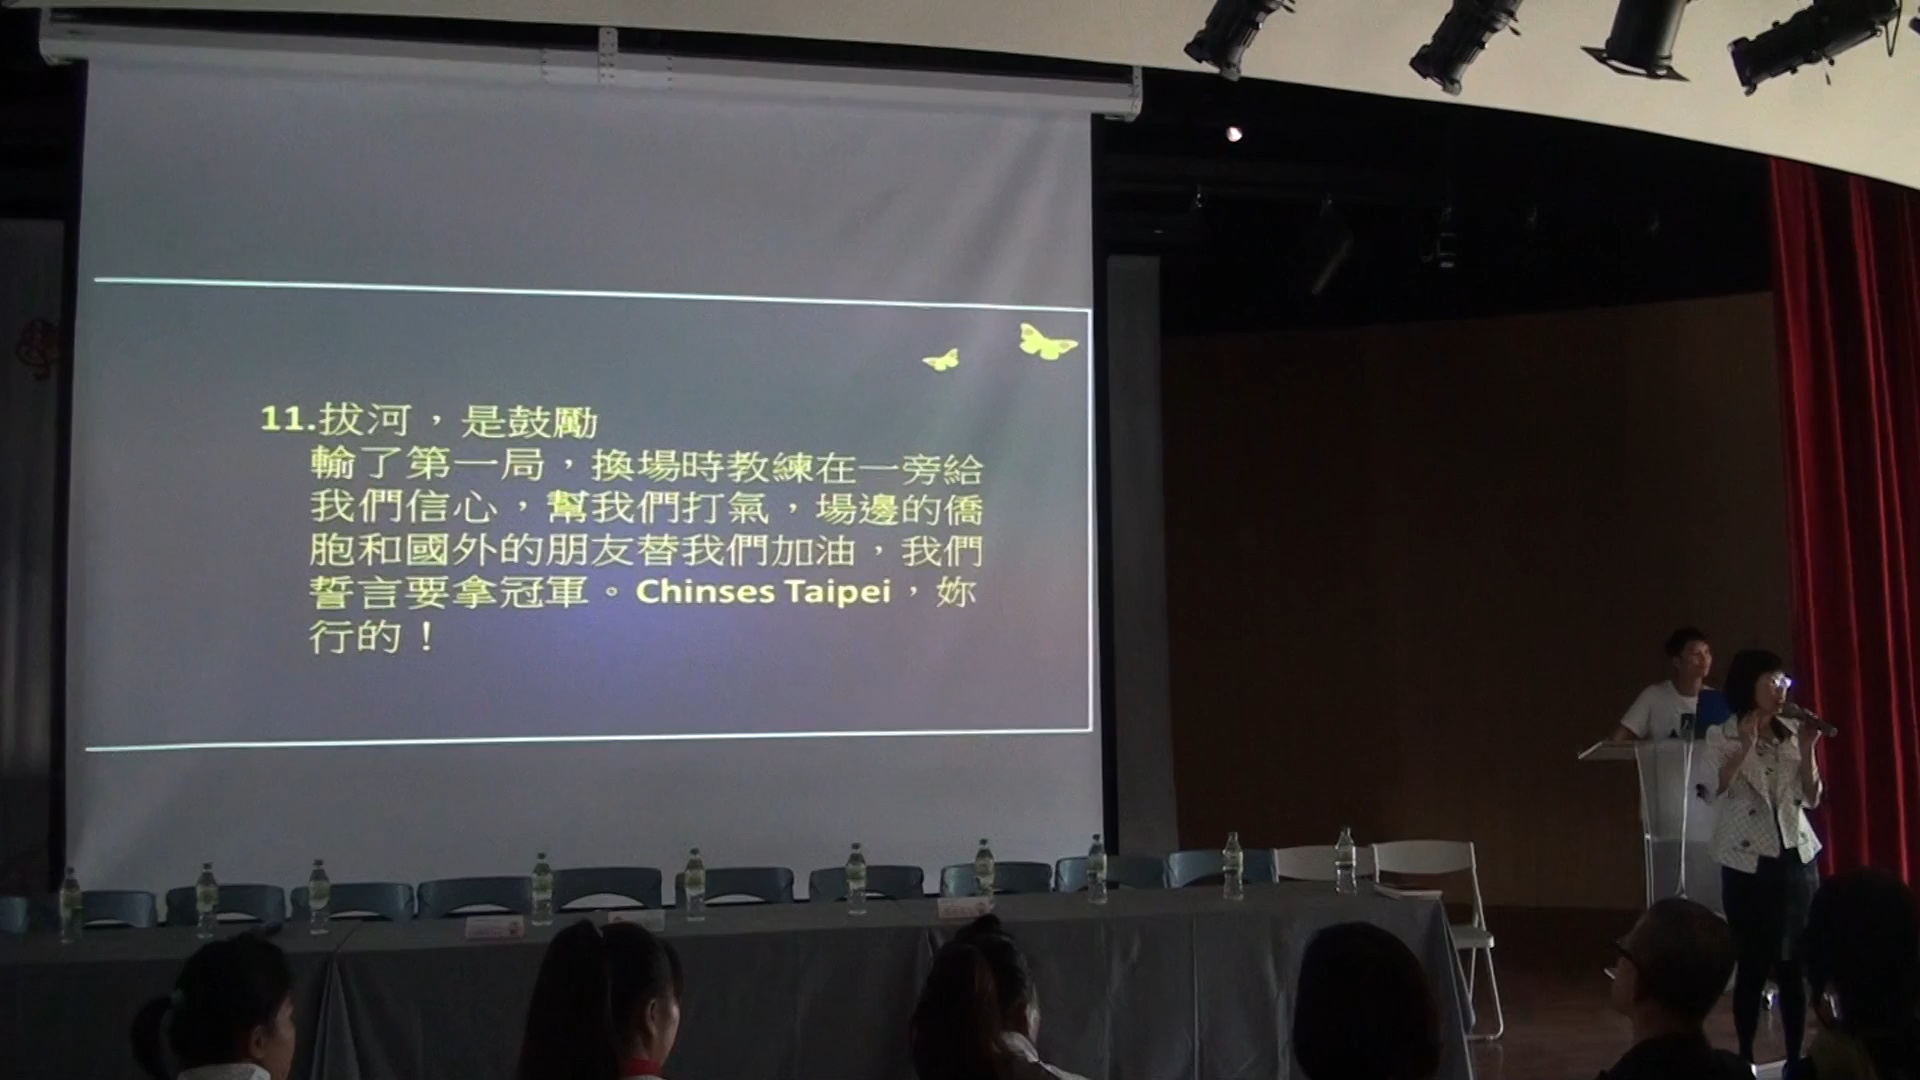 11.拔河，是鼓勵
輸了第一局，換場時教練在一旁給
我們信心，幫我們打氣，場邊的僑
胞和國外的朋友替我們加油，我們
誓言要拿冠軍。Chinses Taipei，妳
行的！